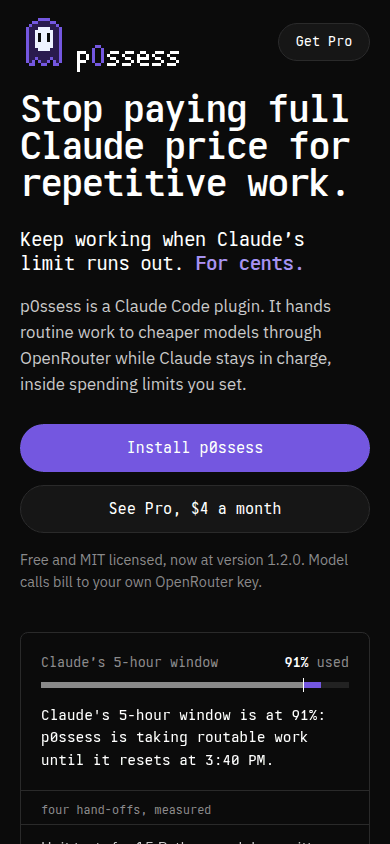 p0ssess
Get Pro
Stop paying full
Claude price for
repetitive work.
Keep working when Claude’s
limit runs out. For cents.
p0ssess is a Claude Code plugin. It hands
routine work to cheaper models through
OpenRouter while Claude stays in charge,
inside spending limits you set.
Install p0ssess
See Pro, $4 a month
Free and MIT licensed, now at version 1.2.0. Model
calls bill to your own OpenRouter key.
Claude’s 5-hour window
91% used
Claude's 5-hour window is at 91%:
p0ssess is taking routable work
until it resets at 3:40 PM.
four hand-offs, measured